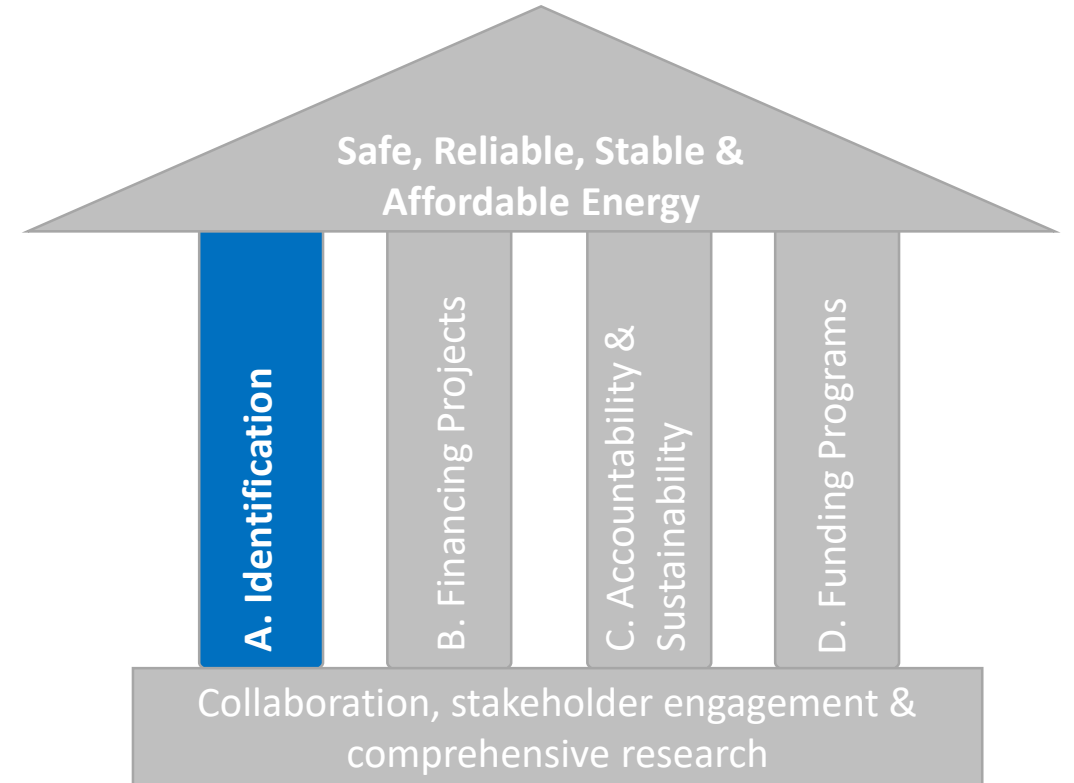 Safe, Reliable, Stable &
Affordable Energy
A. Identification
B. Financing Projects
C. Accountability &
Sustainability
D. Funding Programs
Collaboration, stakeholder engagement &
comprehensive research